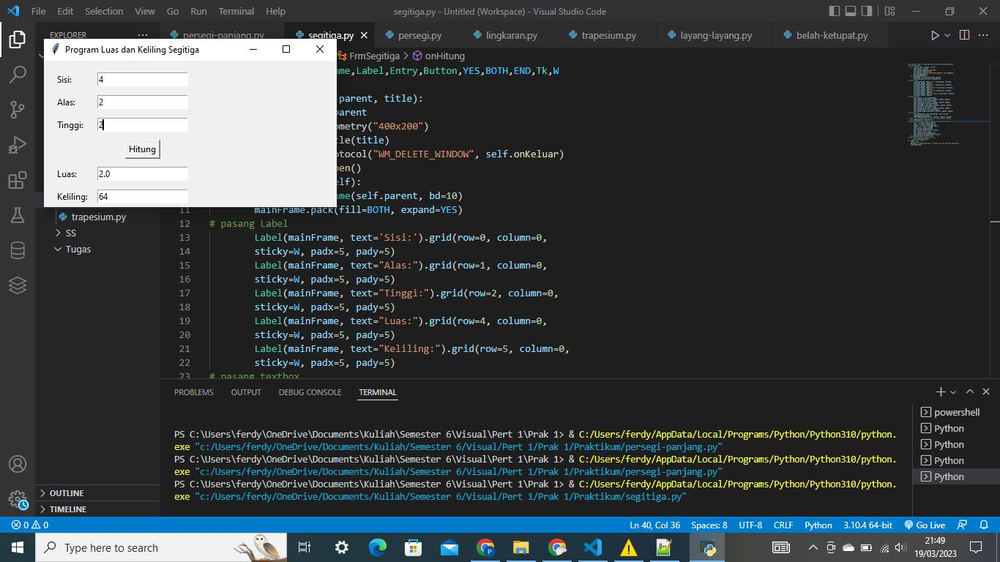 File Edit Selection View Go Run Terminal Help
segitiga.py - Untitled (Workspace) - Visual Studio Code
EXPLORER
persegi-panjang.py
segitiga.py
persegi.py
lingkaran.py
trapesium.py
layang-layang.py
belah-ketupat.py
FrmSegitiga > onHitung
Program Luas dan Keliling Segitiga
Sisi: 4
Alas: 2
Tinggi: 2
Hitung
Luas: 2.0
Keliling: 64
trapesium.py
SS
Tugas
OUTLINE
TIMELINE
me,Label,Entry,Button,YES,BOTH,END,Tk,W
parent, title):
parent
ometry("400x200")
tle(title)
otocol("WM_DELETE_WINDOW", self.onKeluar)
nen()
elf):
ame(self.parent, bd=10)
11 mainFrame.pack(fill=BOTH, expand=YES)
12 # pasang Label
13 Label(mainFrame, text='Sisi:').grid(row=0, column=0,
14 sticky=W, padx=5, pady=5)
15 Label(mainFrame, text="Alas:").grid(row=1, column=0,
16 sticky=W, padx=5, pady=5)
17 Label(mainFrame, text="Tinggi:").grid(row=2, column=0,
18 sticky=W, padx=5, pady=5)
19 Label(mainFrame, text="Luas:").grid(row=4, column=0,
20 sticky=W, padx=5, pady=5)
21 Label(mainFrame, text="Keliling:").grid(row=5, column=0,
22 sticky=W, padx=5, pady=5)
23 # pasang textbox
PROBLEMS OUTPUT DEBUG CONSOLE TERMINAL
PS C:\Users\ferdy\OneDrive\Documents\Kuliah\Semester 6\Visual\Pert 1\Prak 1> & C:/Users/ferdy/AppData/Local/Programs/Python/Python310/python.
exe "c:/Users/ferdy/OneDrive/Documents/Kuliah/Semester 6/Visual/Pert 1/Prak 1/Praktikum/persegi-panjang.py"
PS C:\Users\ferdy\OneDrive\Documents\Kuliah\Semester 6\Visual\Pert 1\Prak 1> & C:/Users/ferdy/AppData/Local/Programs/Python/Python310/python.
exe "c:/Users/ferdy/OneDrive/Documents/Kuliah/Semester 6/Visual/Pert 1/Prak 1/Praktikum/persegi-panjang.py"
PS C:\Users\ferdy\OneDrive\Documents\Kuliah\Semester 6\Visual\Pert 1\Prak 1> & C:/Users/ferdy/AppData/Local/Programs/Python/Python310/python.
exe "c:/Users/ferdy/OneDrive/Documents/Kuliah/Semester 6/Visual/Pert 1/Prak 1/Praktikum/segitiga.py"
powershell
Python
Python
Python
Python
0 0
Ln 40, Col 36 Spaces: 8 UTF-8 CRLF Python 3.10.4 64-bit Go Live
Type here to search
21:49
19/03/2023